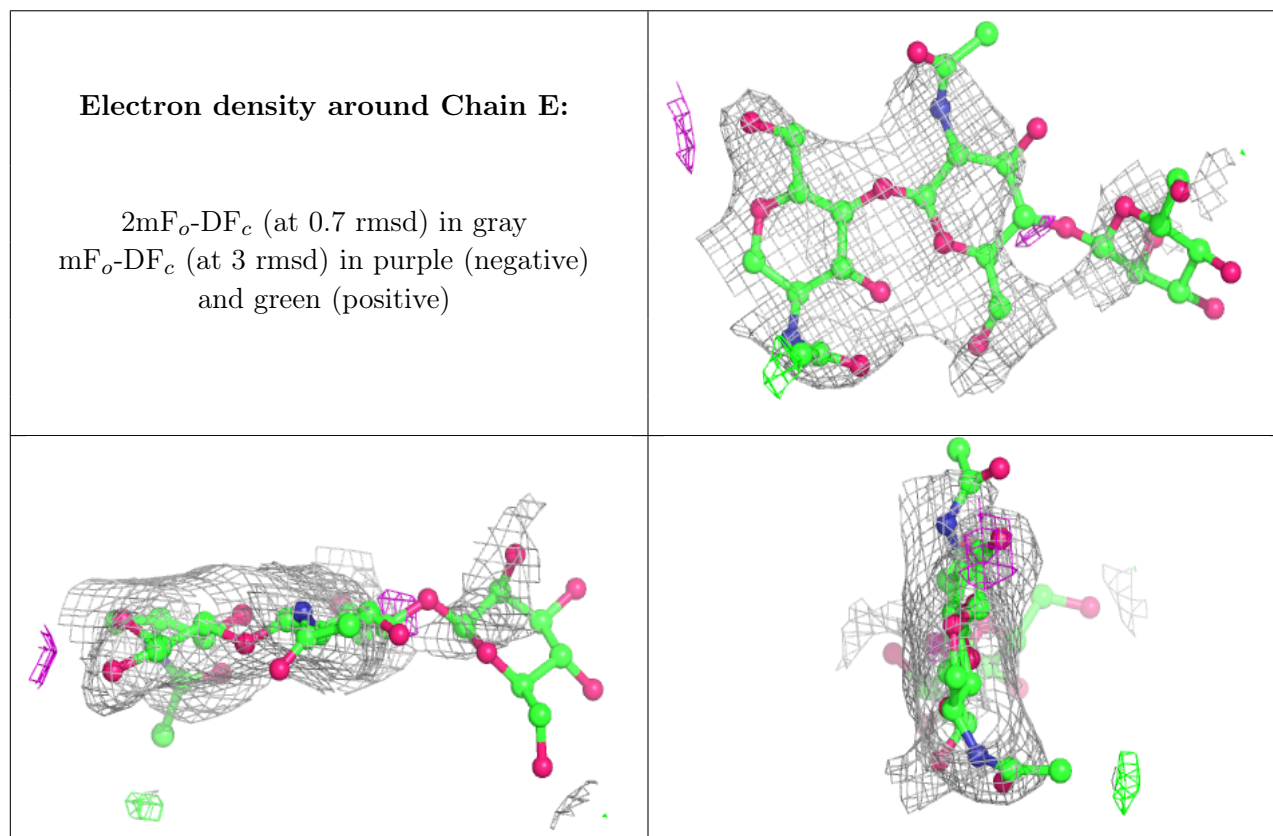 Electron density around Chain E:
2mFₒ-DF𝒸 (at 0.7 rmsd) in gray
mFₒ-DF𝒸 (at 3 rmsd) in purple (negative)
and green (positive)